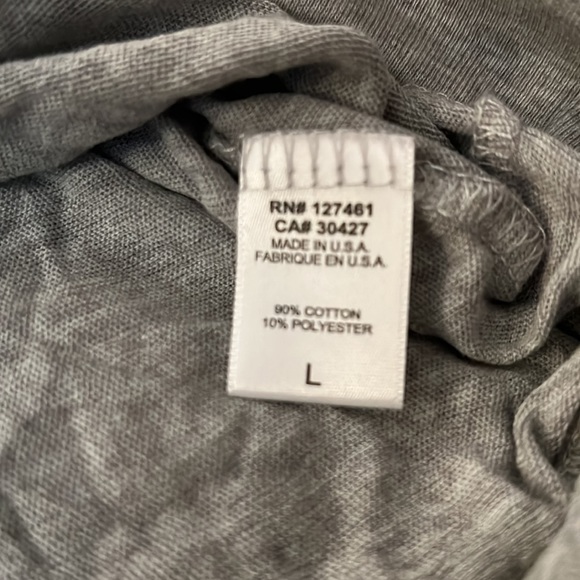 RN# 127461
CA# 30427
MADE IN U.S.A.
FABRIQUE EN U.S.A.
90% COTTON
10% POLYESTER
L